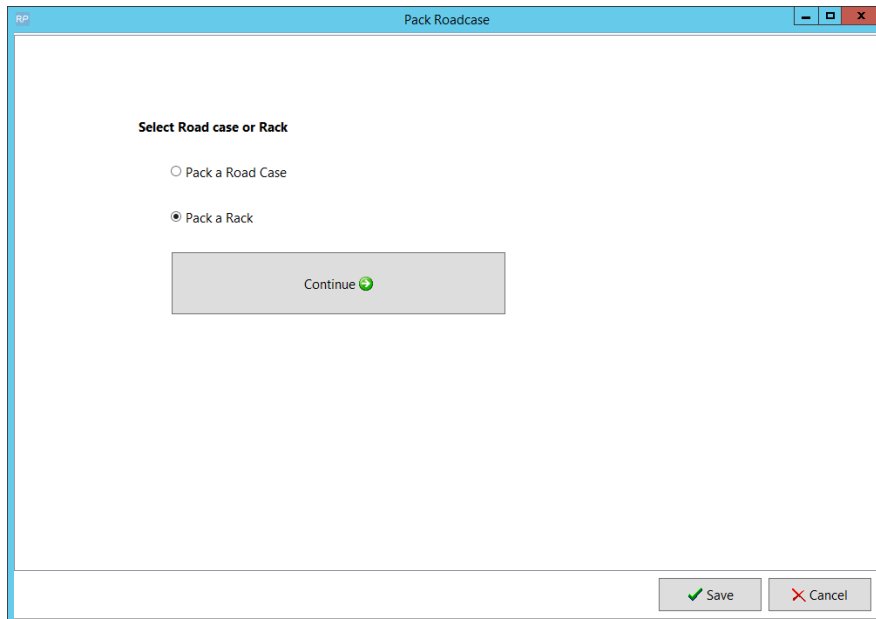 RP
Pack Roadcase
x
Select Road case or Rack
Pack a Road Case
Pack a Rack
Continue
Save
Cancel